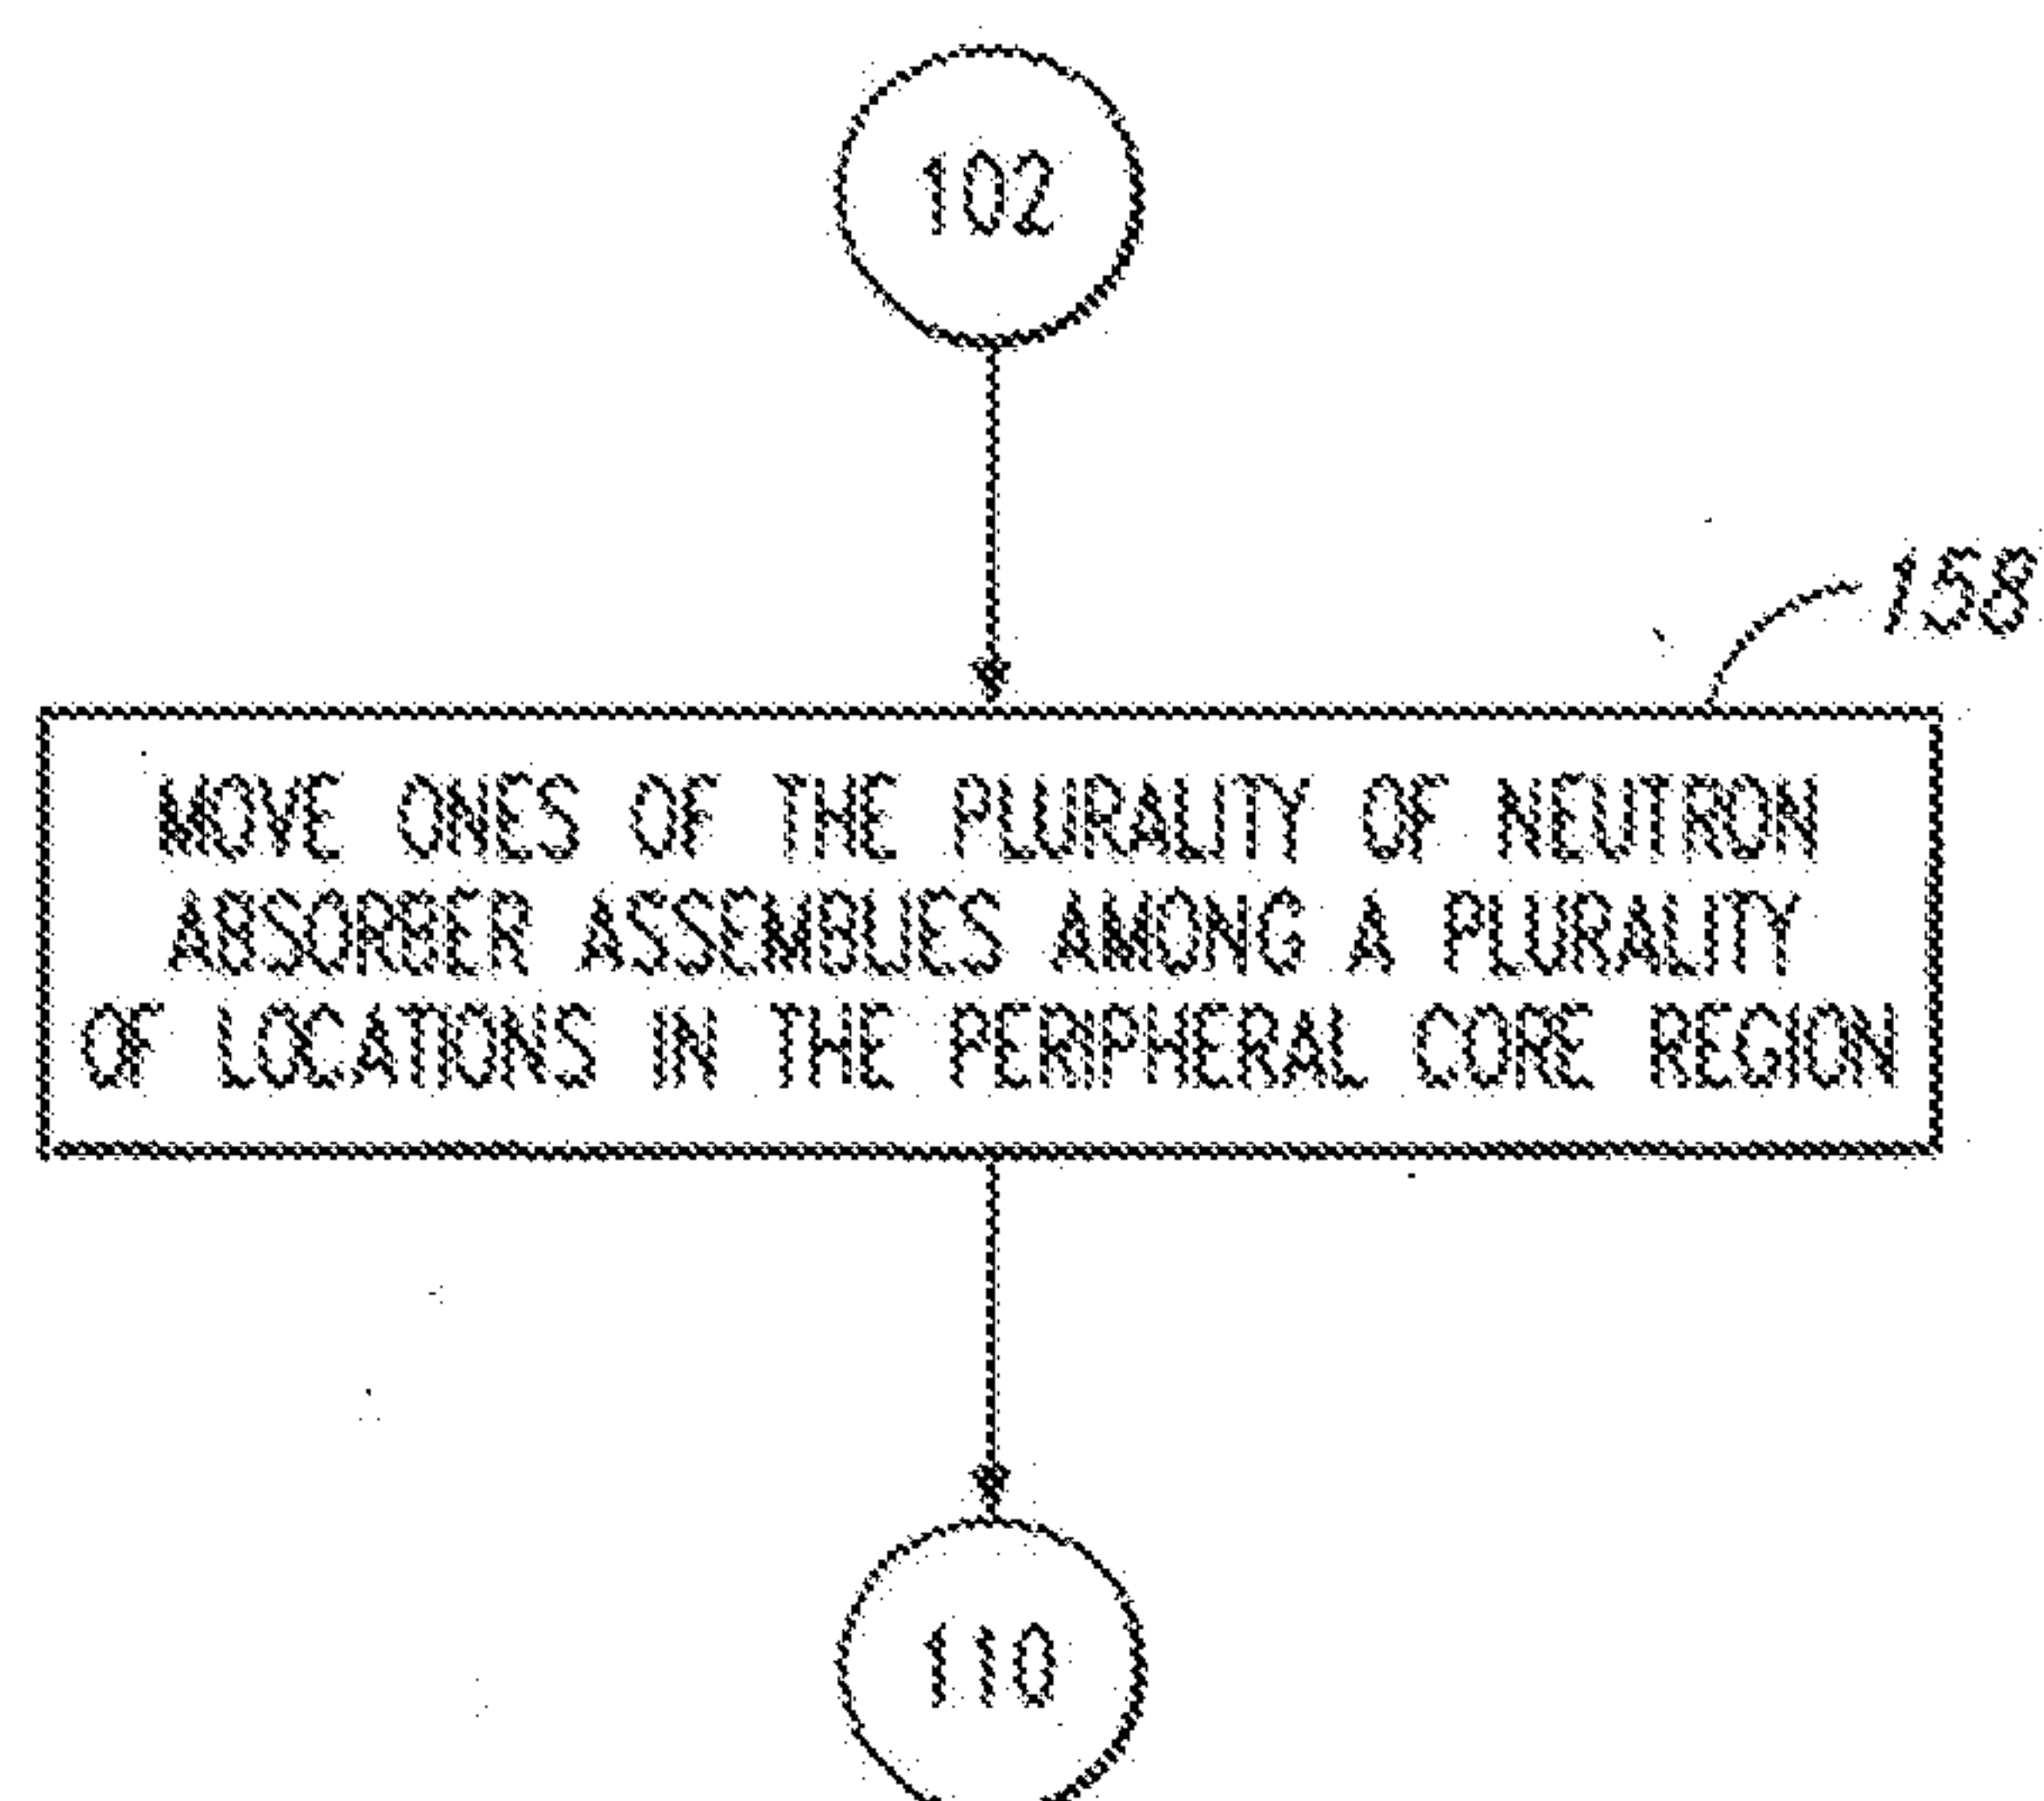 102
158
MOVE ONES OF THE PLURALITY OF NEUTRON
ABSORBER ASSEMBLIES AMONG A PLURALITY
OF LOCATIONS IN THE PERIPHERAL CORE REGION
110